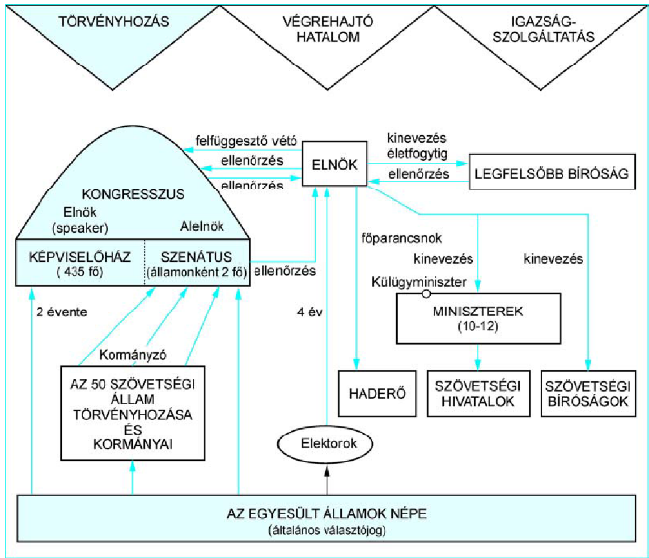 TÖRVÉNYHOZÁS
VÉGREHAJTÓ
HATALOM
IGAZSÁG-
SZOLGÁLTATÁS
felfüggesztő vétó
ellenőrzés
ellenőrzés
ELNÖK
kinevezés
életfogytig
ellenőrzés
LEGFELSŐBB BÍRÓSÁG
KONGRESSZUS
Elnök
(speaker)
Alelnök
KÉPVISELŐHÁZ
( 435 fő)
SZENÁTUS
(államonként 2 fő)
ellenőrzés
főparancsnok
kinevezés
kinevezés
Külügyminiszter
MINISZTEREK
(10-12)
2 évente
4 év
Kormányzó
AZ 50 SZÖVETSÉGI
ÁLLAM
TÖRVÉNYHOZÁSA
ÉS
KORMÁNYAI
HADERŐ
SZÖVETSÉGI
HIVATALOK
SZÖVETSÉGI
BÍRÓSÁGOK
Elektorok
AZ EGYESÜLT ÁLLAMOK NÉPE
(általános választójog)